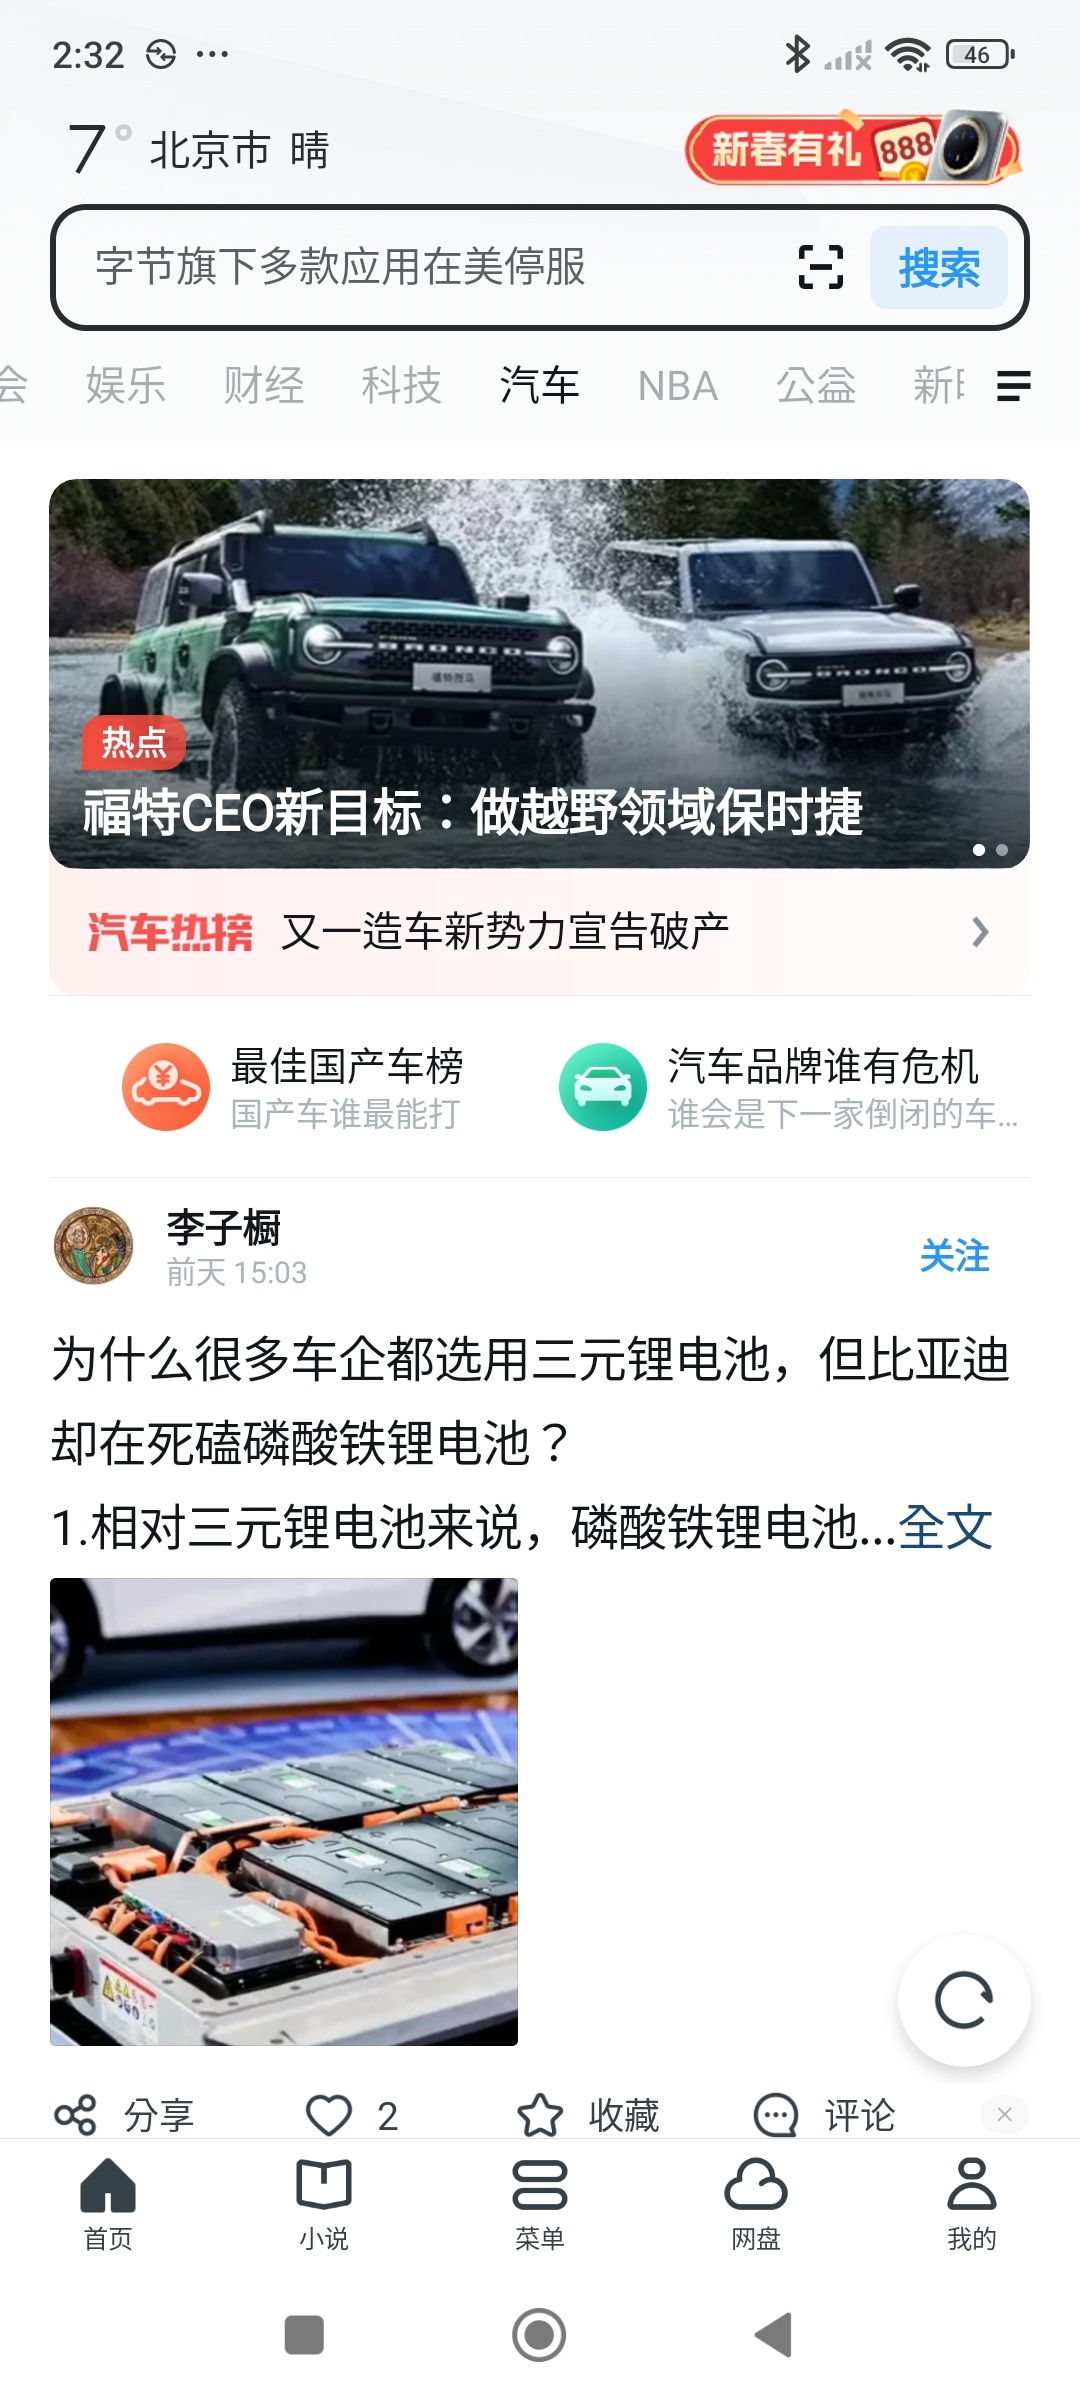 2:32
46
7° 北京市 晴
新春有礼 888
字节旗下多款应用在美停服
搜索
会 娱乐 财经 科技 汽车 NBA 公益 新
BRONCO
BRONCO
福特烈马
热点
福特CEO新目标：做越野领域保时捷
汽车热榜 又一造车新势力宣告破产
最佳国产车榜
国产车谁最能打
汽车品牌谁有危机
谁会是下一家倒闭的车...
李子橱
前天 15:03
关注
为什么很多车企都选用三元锂电池，但比亚迪
却在死磕磷酸铁锂电池？
1.相对三元锂电池来说，磷酸铁锂电池...全文
分享 2 收藏 评论
首页 小说 菜单 网盘 我的